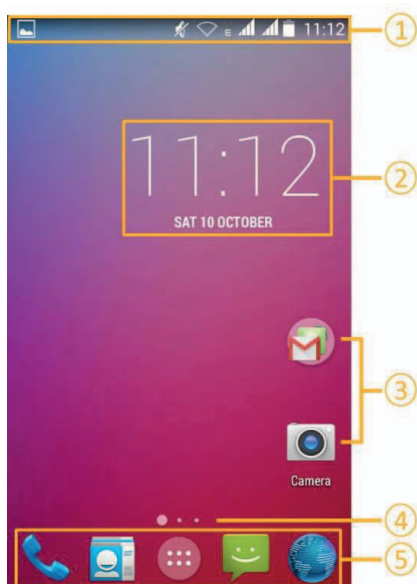 E 11:12 ①
11:12 ②
SAT 10 OCTOBER
③
Camera
④
⑤